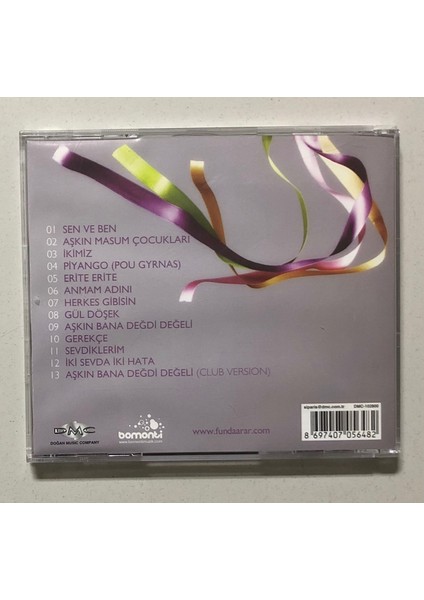 01 SEN VE BEN
02 AŞKIN MASUM ÇOCUKLARI
03 İKİMİZ
04 PİYANGO (POU GYRNAS)
05 ERİTE ERİTE
06 ANMAM ADINI
07 HERKES GİBİSİN
08 GÜL DÖŞEK
09 AŞKIN BANA DEĞDİ DEĞELİ
10 GEREKÇE
11 SEVDİKLERİM
12 İKİ SEVDA İKİ HATA
13 AŞKIN BANA DEĞDİ DEĞELİ (CLUB VERSION)
DMC
DOĞAN MUSIC COMPANY
bomonti
www.fundaarar.com
8 697407 056482